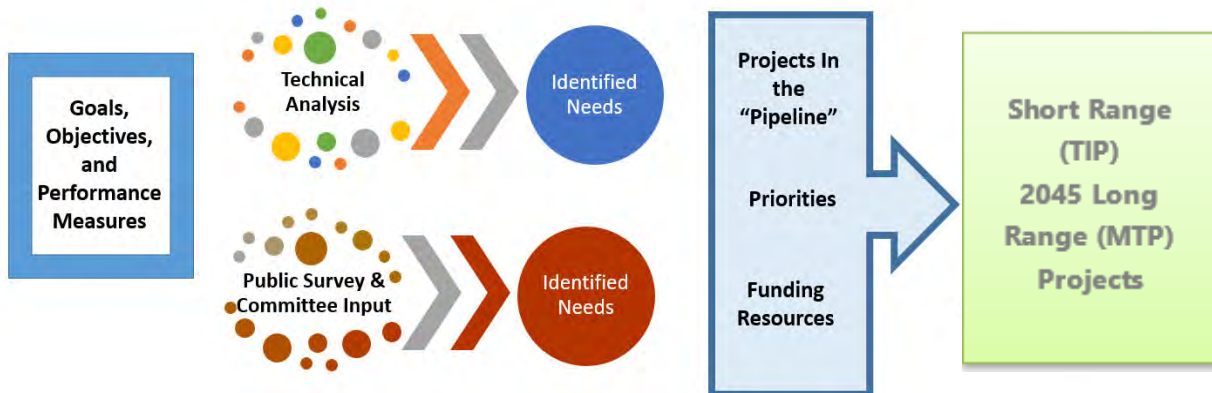 Goals,
Objectives,
and
Performance
Measures
Technical
Analysis
Identified
Needs
Public Survey &
Committee Input
Identified
Needs
Projects In
the
“Pipeline”
Priorities
Funding
Resources
Short Range
(TIP)
2045 Long
Range (MTP)
Projects